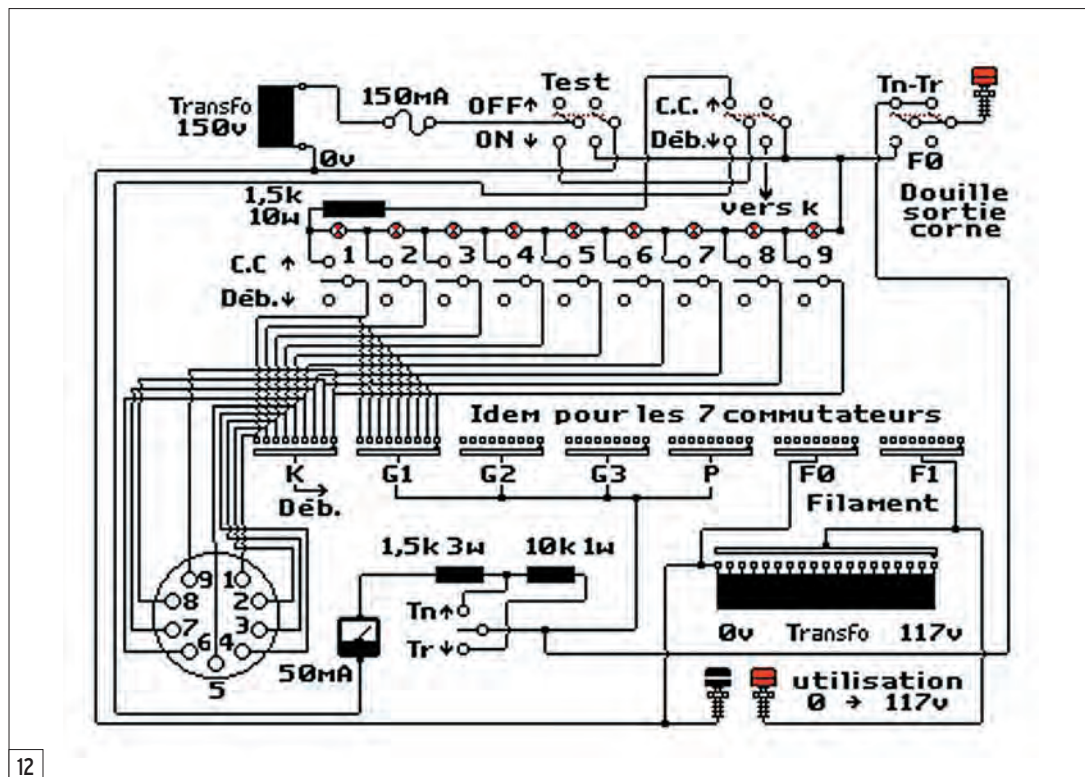 Transfo
150v
150mA
OFF↑
ON ↓
Test
C.C. ↑
Déb.↓
Tn-Tr
F0
Douille
sortie
corne
0v
1,5k
10w
vers k
1 2 3 4 5 6 7 8 9
C.C ↑
Déb.↓
Idem pour les 7 commutateurs
K G1 G2 G3 P F0 F1
Déb.
Filament
1,5k 3w 10k 1w
Tn↑
Tr ↓
50mA
0v Transfo 117v
9 1
8 2
7 3
6 4
5
utilisation
0 → 117v
12